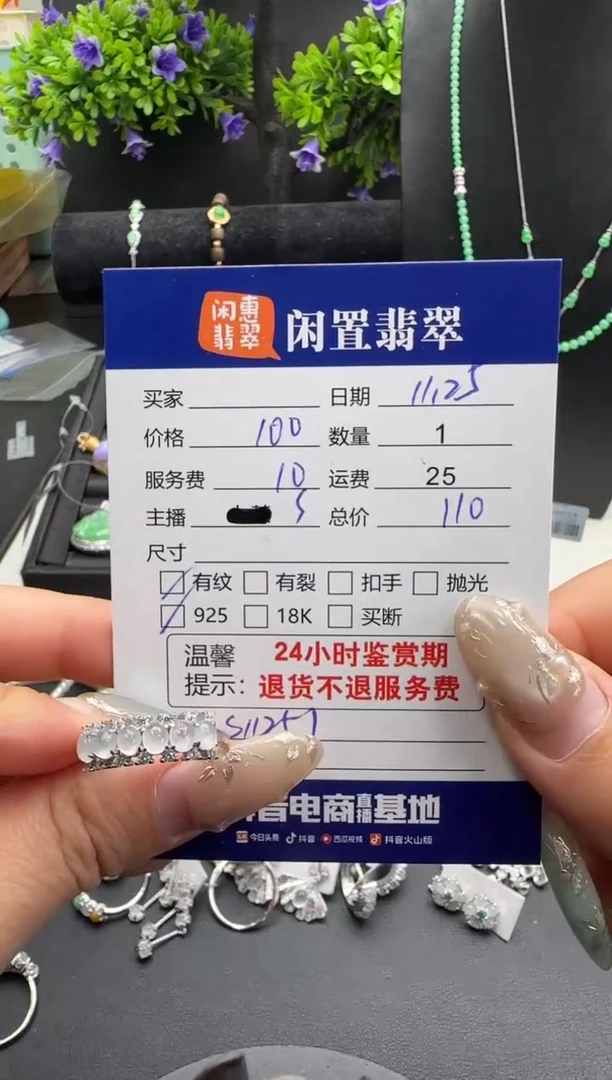 闲惠
翡翠
闲置翡翠
买家 日期 11.25
价格 100 数量 1
服务费 10 运费 25
主播 5 总价 110
尺寸
有纹 有裂 扣手 抛光
925 18K 买断
温馨 24小时鉴赏期
提示: 退货不退服务费
S1125
音电商直播基地
今日头条 抖音 西瓜视频 抖音火山版